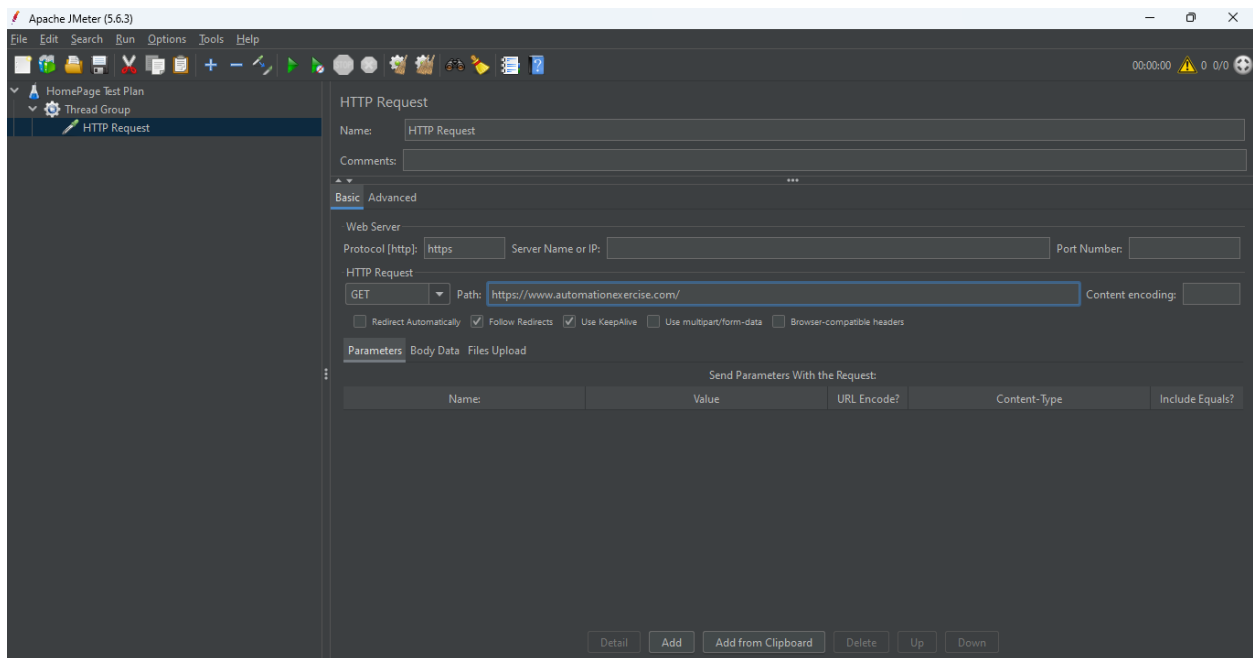 Apache JMeter (5.6.3)
File Edit Search Run Options Tools Help
00:00:00 0 0/0
HomePage Test Plan
Thread Group
HTTP Request
HTTP Request
Name: HTTP Request
Comments:
Basic Advanced
Web Server
Protocol [http]: https Server Name or IP: Port Number:
HTTP Request
GET Path: https://www.automationexercise.com/ Content encoding:
Redirect Automatically Follow Redirects Use KeepAlive Use multipart/form-data Browser-compatible headers
Parameters Body Data Files Upload
Send Parameters With the Request:
Name: Value URL Encode? Content-Type Include Equals?
Detail Add Add from Clipboard Delete Up Down